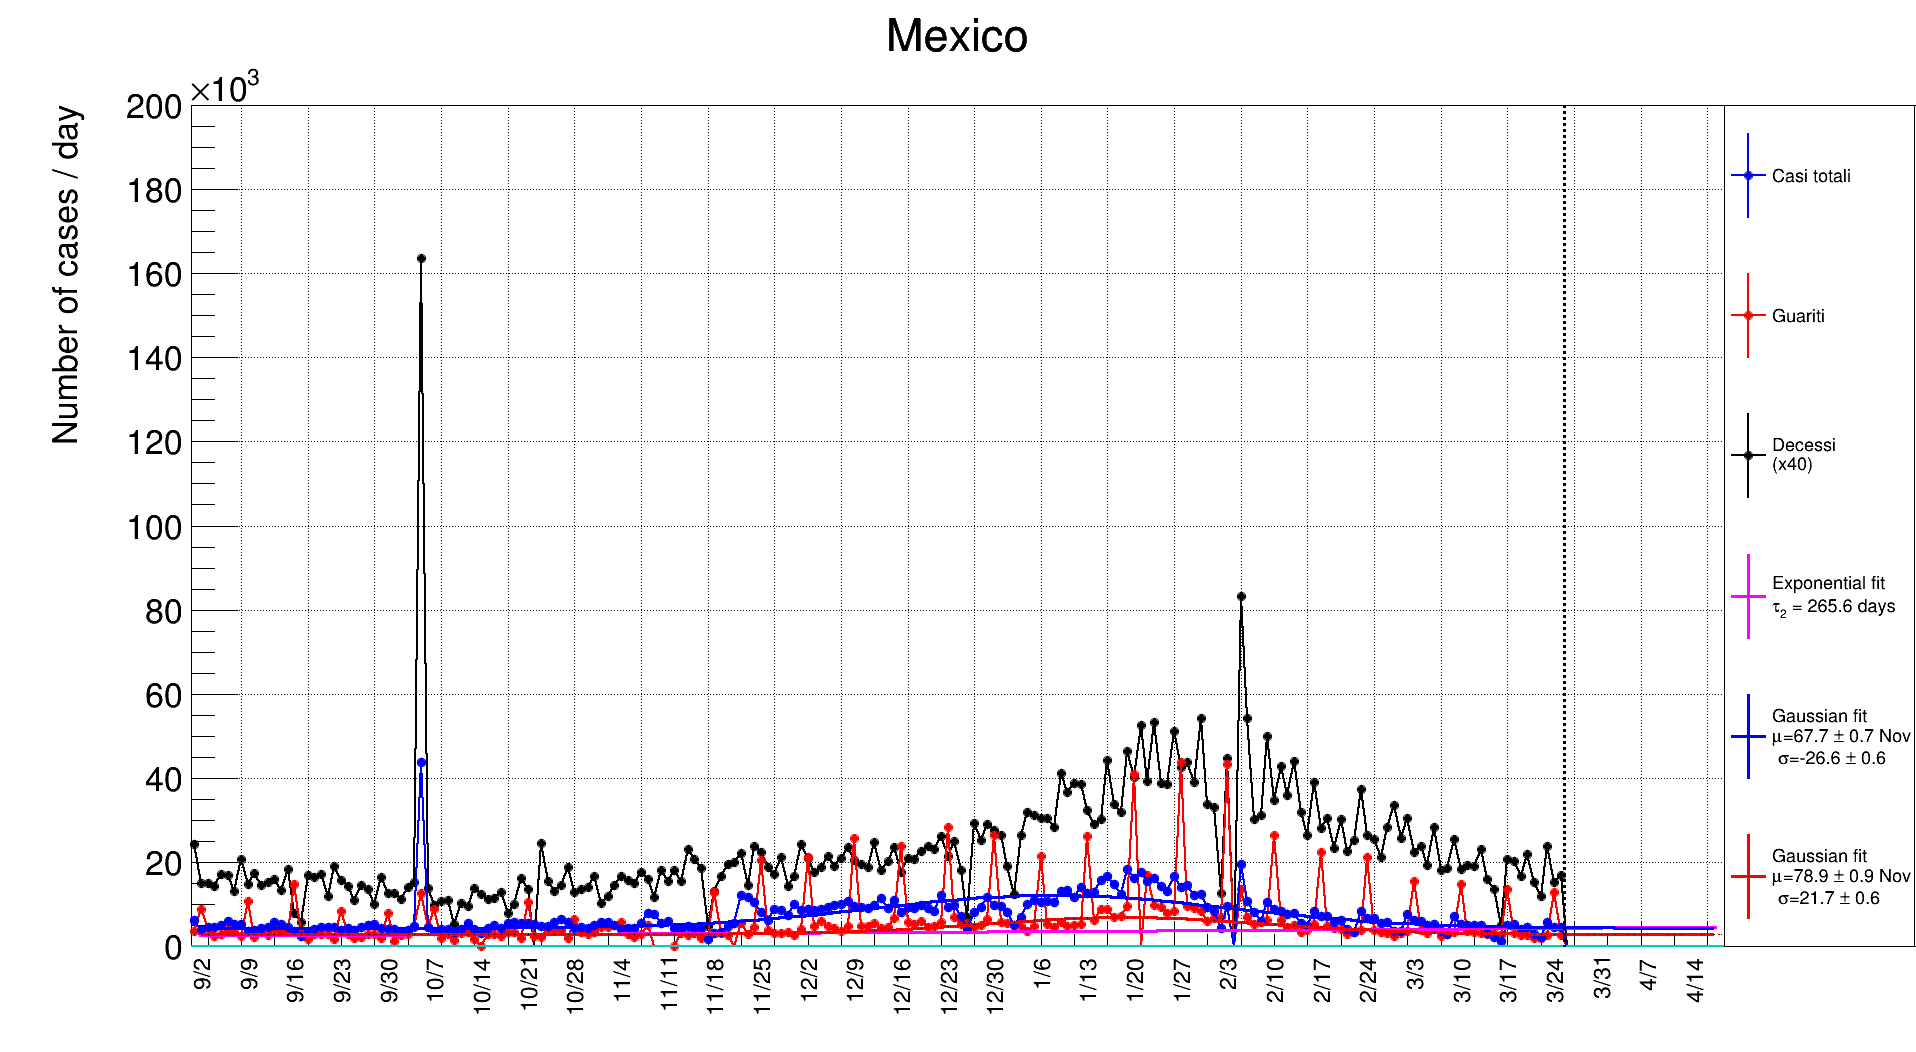 Mexico
×10³
Number of cases / day
200
180
160
140
120
100
80
60
40
20
0
9/2 9/9 9/16 9/23 9/30 10/7 10/14 10/21 10/28 11/4 11/11 11/18 11/25 12/2 12/9 12/16 12/23 12/30 1/6 1/13 1/20 1/27 2/3 2/10 2/17 2/24 3/3 3/10 3/17 3/24 3/31 4/7 4/14
Casi totali
Guariti
Decessi
(x40)
Exponential fit
τ₂ = 265.6 days
Gaussian fit
μ=67.7 ± 0.7 Nov
σ=-26.6 ± 0.6
Gaussian fit
μ=78.9 ± 0.9 Nov
σ=21.7 ± 0.6